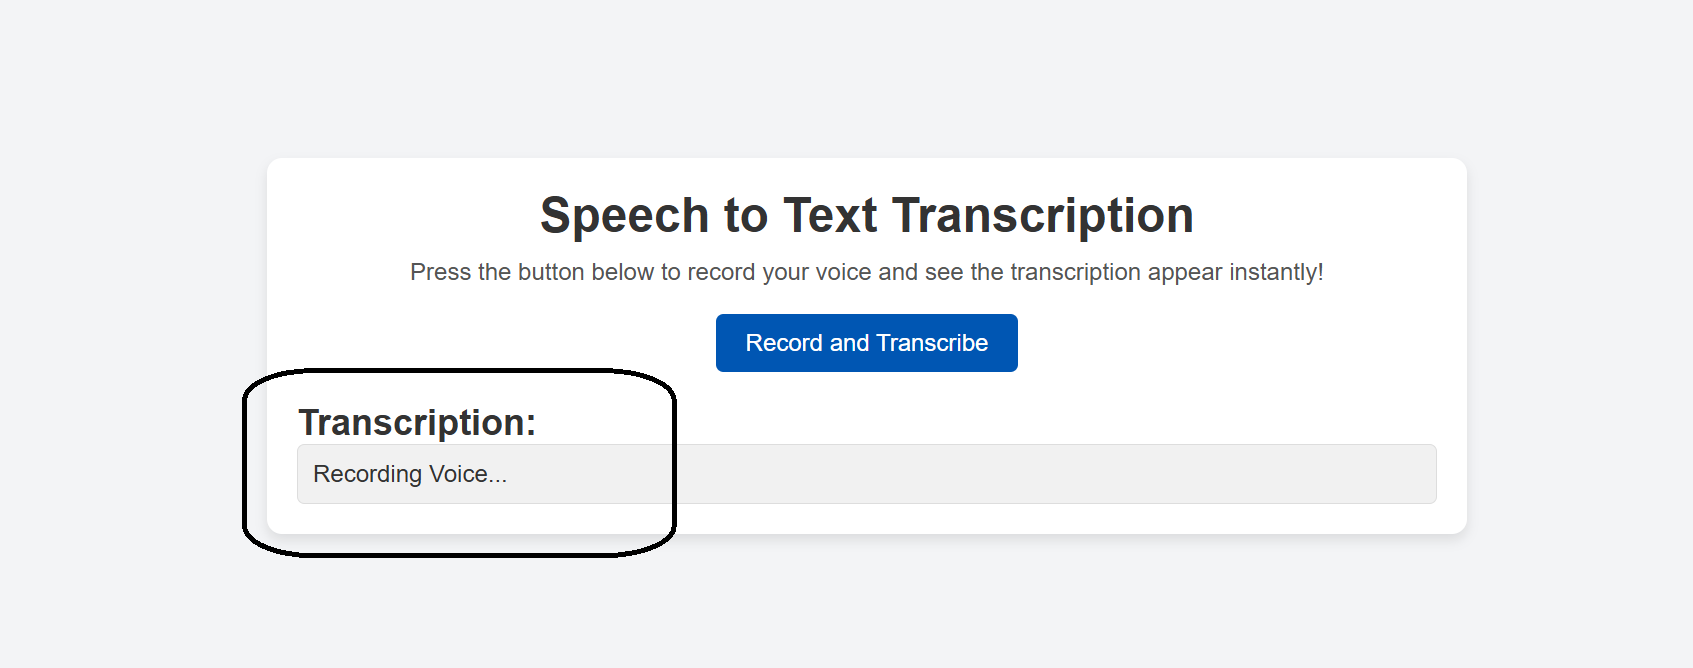 Speech to Text Transcription
Press the button below to record your voice and see the transcription appear instantly!
Record and Transcribe
Transcription:
Recording Voice...